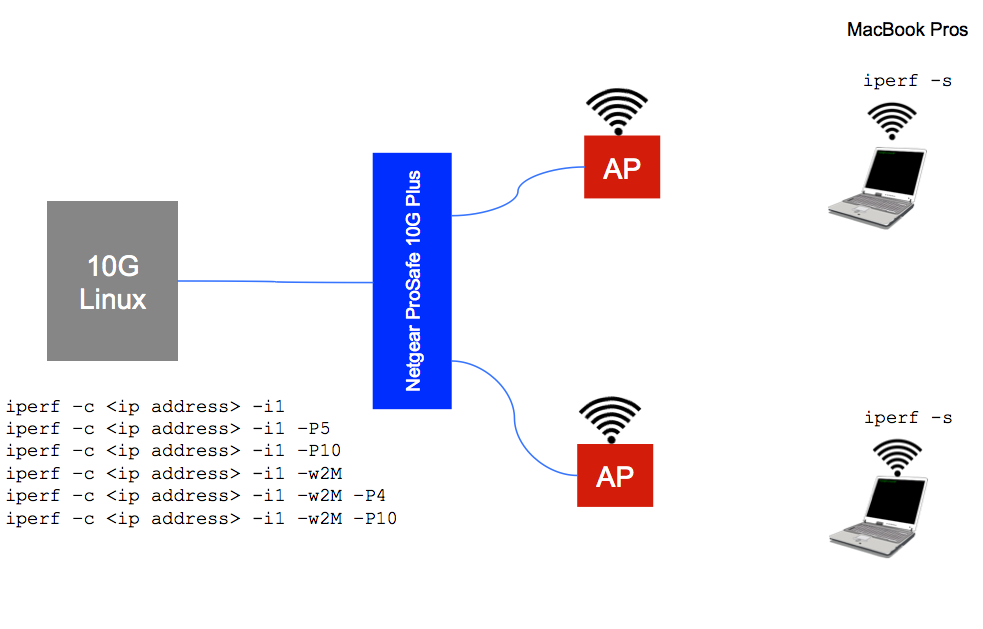 MacBook Pros
iperf -s
AP
Netgear ProSafe 10G Plus
10G
Linux
iperf -c <ip address> -i1
iperf -c <ip address> -i1 -P5
iperf -c <ip address> -i1 -P10
iperf -c <ip address> -i1 -w2M
iperf -c <ip address> -i1 -w2M -P4
iperf -c <ip address> -i1 -w2M -P10
iperf -s
AP